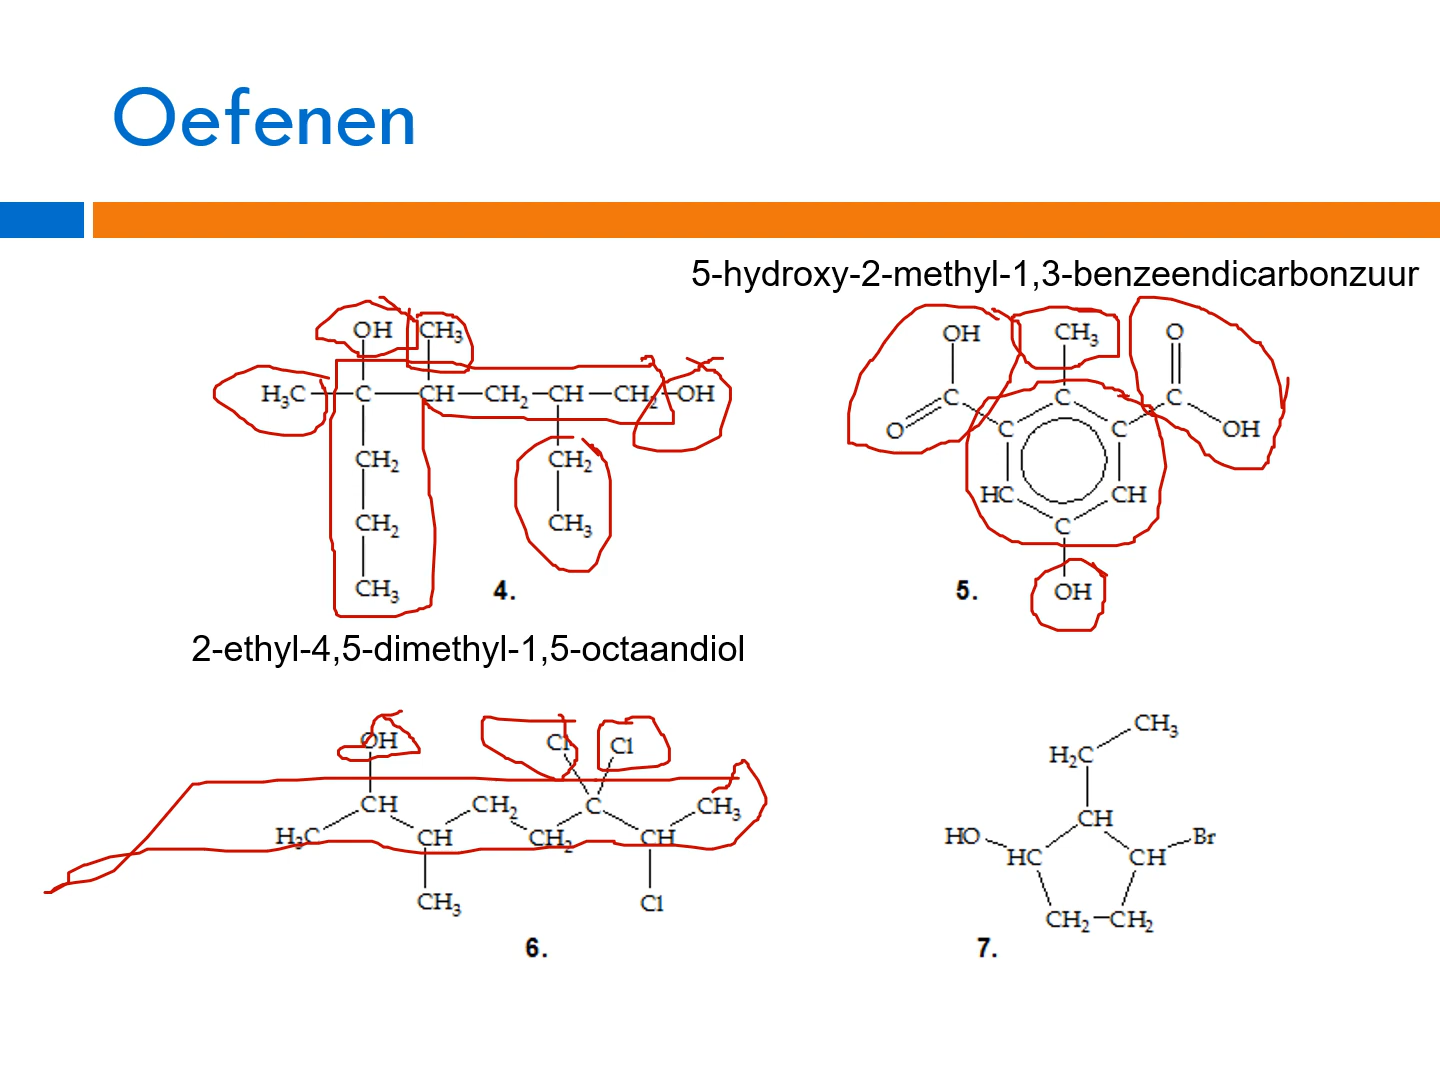 Oefenen
5-hydroxy-2-methyl-1,3-benzeendicarbonzuur
OH CH₃
H₃C C CH CH₂ CH CH₂ OH
CH₂ CH₂
CH₂ CH₃
CH₃
4.
OH CH₃ O
C C C
O C C OH
HC CH
C
5. OH
2-ethyl-4,5-dimethyl-1,5-octaandiol
OH Cl Cl
CH CH₂ C CH₃
H₃C CH CH₂ CH
CH₃ Cl
6.
CH₃
H₂C
CH
HO Br
HC CH
CH₂ CH₂
7.